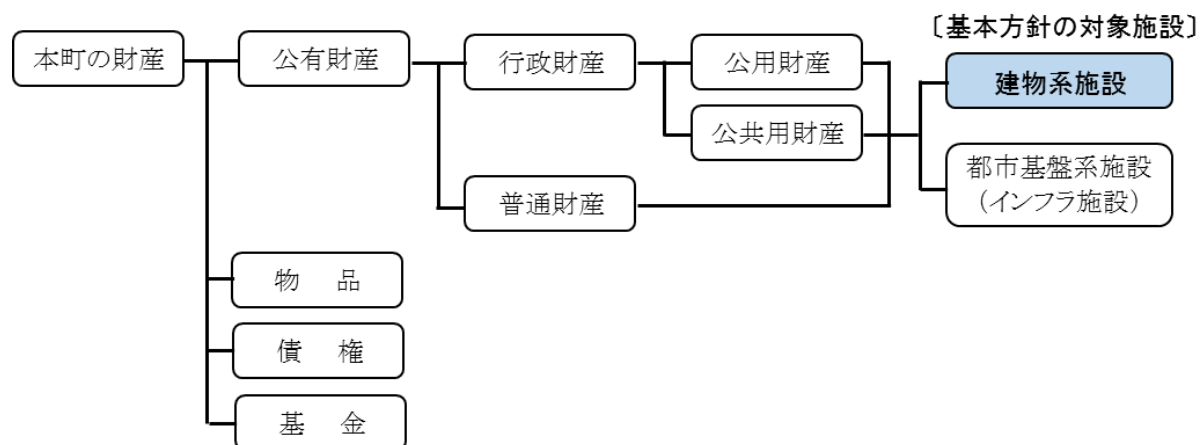 〔基本方針の対象施設〕
本町の財産
公有財産
行政財産
公用財産
建物系施設
公共用財産
都市基盤系施設
（インフラ施設）
普通財産
物　品
債　権
基　金